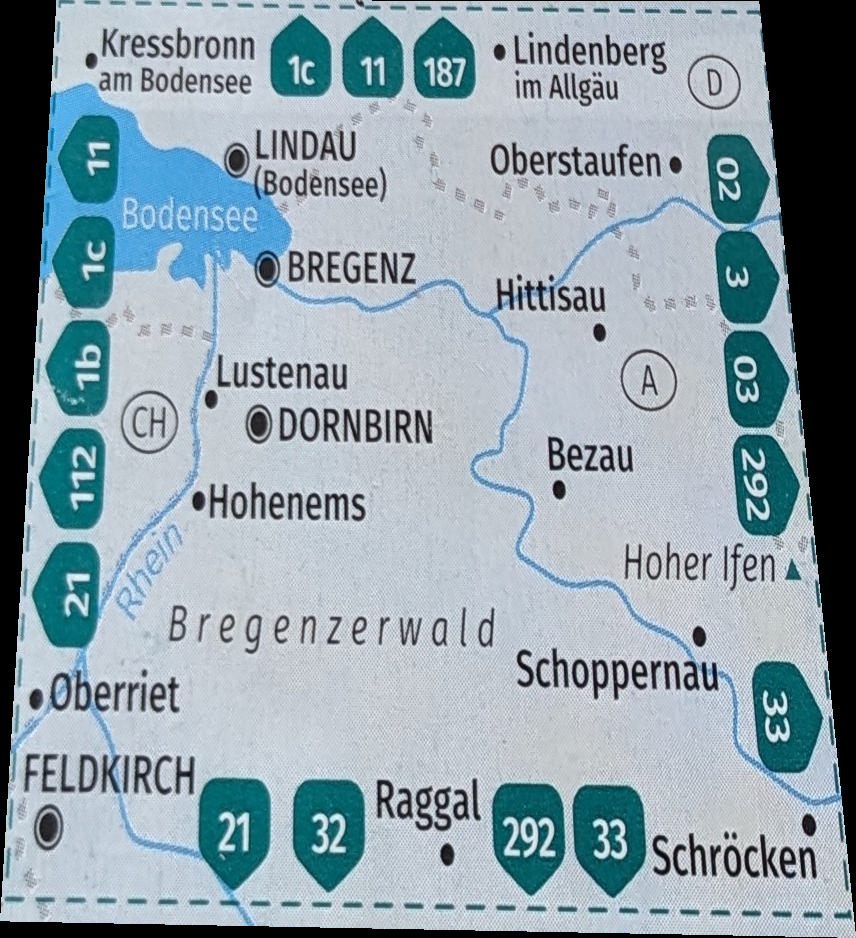 Kressbronn
am Bodensee
1c
11
187
Lindenberg
im Allgäu
D
11
LINDAU
(Bodensee)
Oberstaufen
02
Bodensee
1c
BREGENZ
Hittisau
3
1b
Lustenau
A
03
CH
DORNBIRN
112
Hohenems
Bezau
292
21
Rhein
Hoher Ifen
Bregenzerwald
Schoppernau
33
Oberriet
FELDKIRCH
21
32
Raggal
292
33
Schröcken